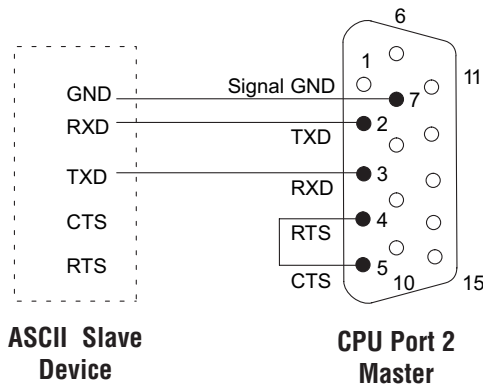 6
1
11
GND
Signal GND
7
RXD
TXD
2
TXD
RXD
3
CTS
RTS
4
RTS
CTS
5
10
15
ASCII Slave
Device
CPU Port 2
Master